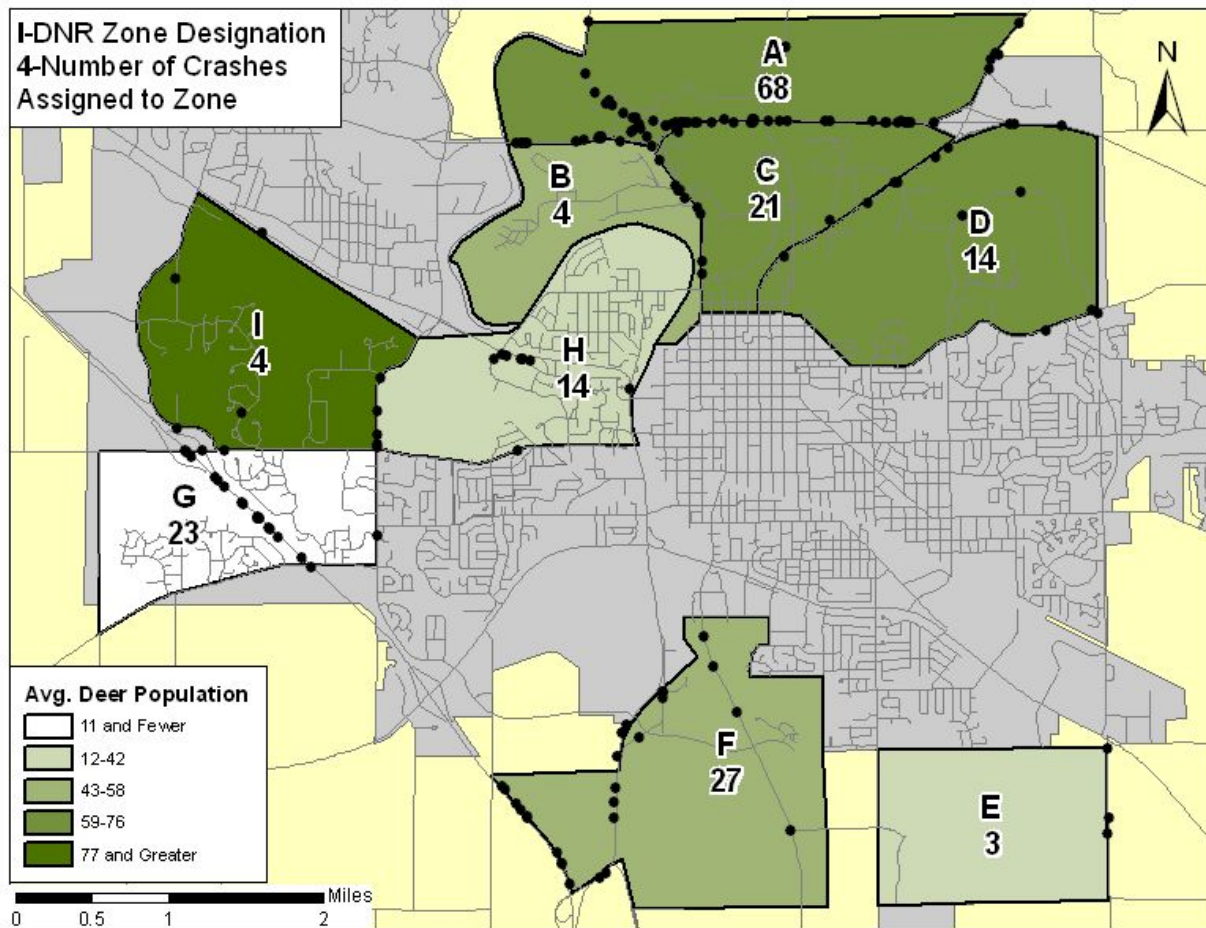 I-DNR Zone Designation
4-Number of Crashes
Assigned to Zone
N
A
68
B
4
C
21
D
14
I
4
H
14
G
23
F
27
E
3
Avg. Deer Population
11 and Fewer
12-42
43-58
59-76
77 and Greater
Miles
0 0.5 1 2